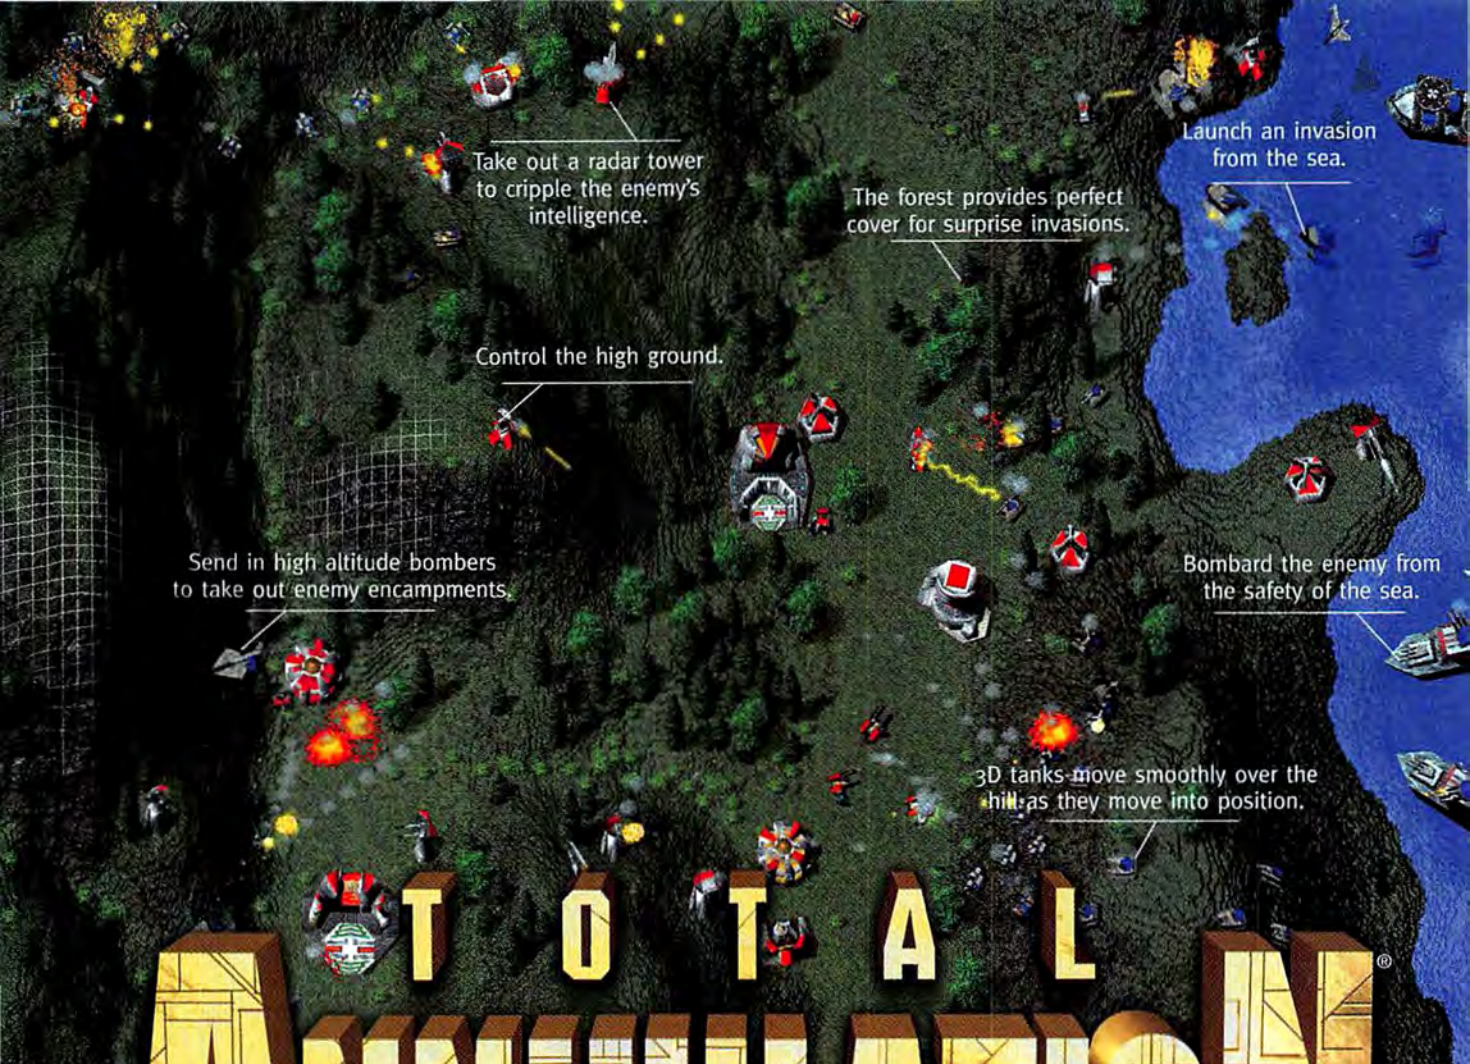 Launch an invasion
from the sea.
Take out a radar tower
to cripple the enemy's
intelligence.
The forest provides perfect
cover for surprise invasions.
Control the high ground.
Send in high altitude bombers
to take out enemy encampments.
Bombard the enemy from
the safety of the sea.
3D tanks move smoothly over the
hill as they move into position.
TOTAL
ANNIHILATION®